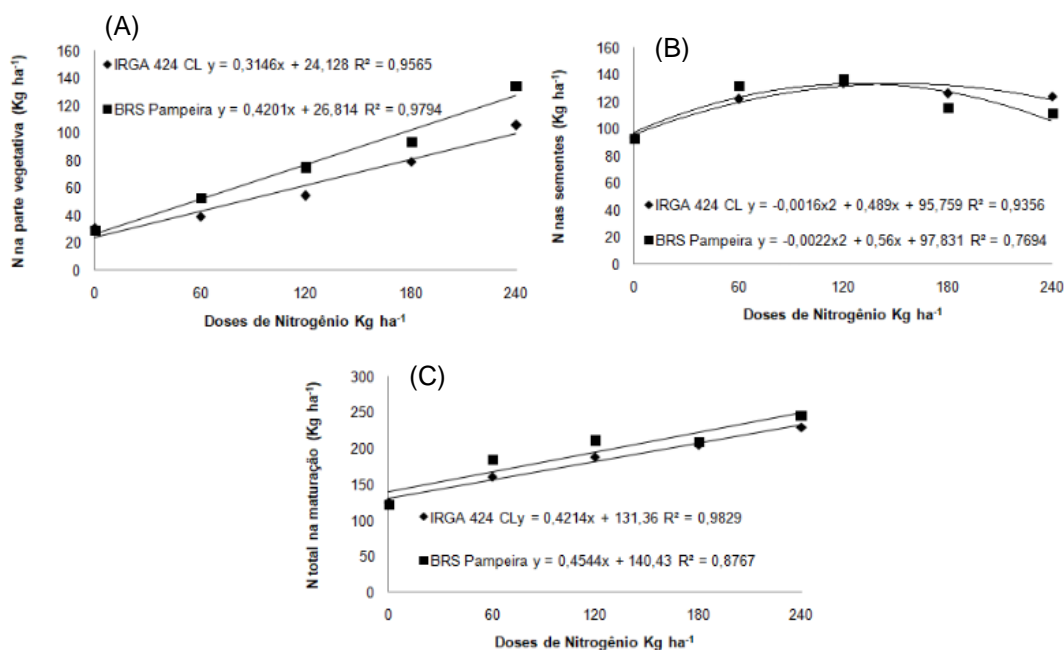 (A)
N na parte vegetativa (Kg ha⁻¹)
160
140
120
100
80
60
40
20
0
IRGA 424 CL y = 0,3146x + 24,128 R² = 0,9565
BRS Pampeira y = 0,4201x + 26,814 R² = 0,9794
0 60 120 180 240
Doses de Nitrogênio Kg ha⁻¹
(B)
N nas sementes (Kg ha⁻¹)
160
140
120
100
80
60
40
20
0
IRGA 424 CL y = -0,0016x2 + 0,489x + 95,759 R² = 0,9356
BRS Pampeira y = -0,0022x2 + 0,56x + 97,831 R² = 0,7694
0 60 120 180 240
Doses de Nitrogênio Kg ha⁻¹
(C)
N total na maturação (Kg ha⁻¹)
300
250
200
150
100
50
0
IRGA 424 CLy = 0,4214x + 131,36 R² = 0,9829
BRS Pampeira y = 0,4544x + 140,43 R² = 0,8767
0 60 120 180 240
Doses de Nitrogênio Kg ha⁻¹